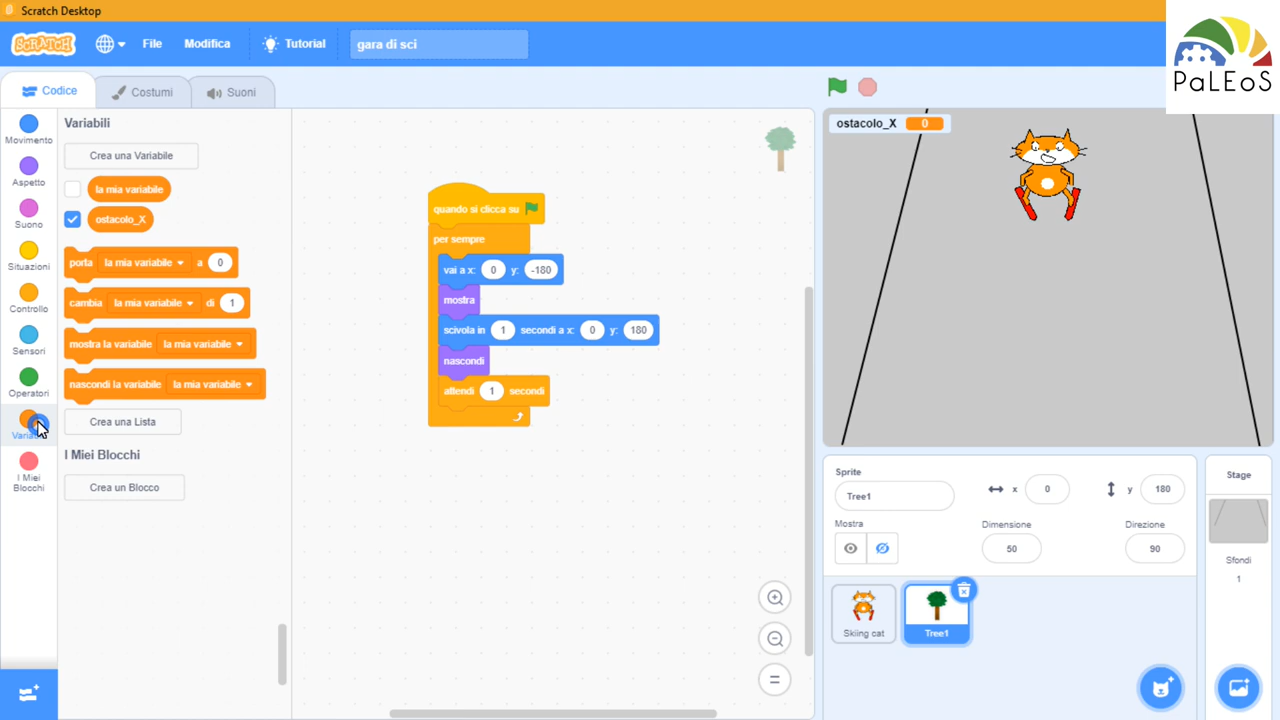 Scratch Desktop
SCRATCH File Modifica Tutorial gara di sci
PaLEoS
Codice Costumi Suoni
Movimento
Aspetto
Suono
Situazioni
Controllo
Sensori
Operatori
I Miei
Blocchi
Variabili
Crea una Variabile
la mia variabile
ostacolo_X
porta la mia variabile a 0
cambia la mia variabile di 1
mostra la variabile la mia variabile
nascondi la variabile la mia variabile
Crea una Lista
I Miei Blocchi
Crea un Blocco
quando si clicca su
per sempre
vai a x: 0 y: -180
mostra
scivola in 1 secondi a x: 0 y: 180
nascondi
attendi 1 secondi
ostacolo_X 0
Sprite
Tree1 x 0 y 180
Mostra Dimensione Direzione
50 90
Skiing cat Tree1
Stage
Sfondi
1